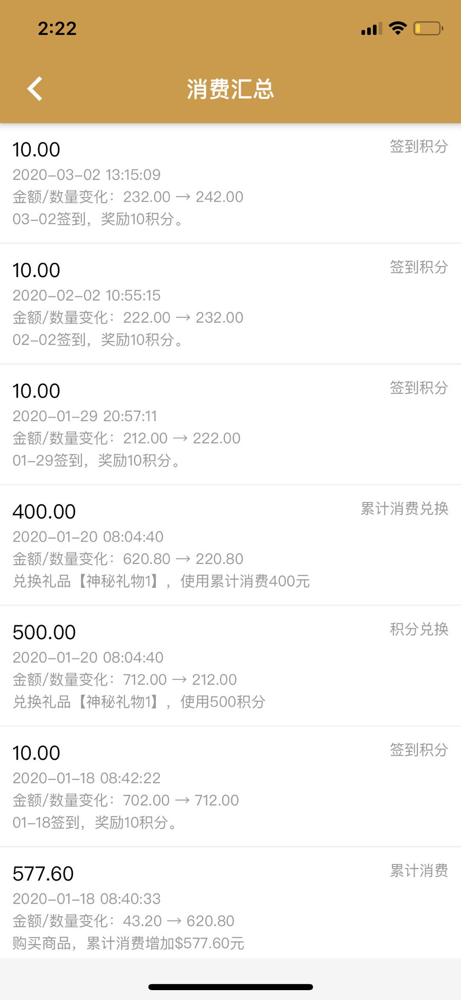 2:22
消费汇总
10.00
签到积分
2020-03-02 13:15:09
金额/数量变化：232.00 → 242.00
03-02签到，奖励10积分。
10.00
签到积分
2020-02-02 10:55:15
金额/数量变化：222.00 → 232.00
02-02签到，奖励10积分。
10.00
签到积分
2020-01-29 20:57:11
金额/数量变化：212.00 → 222.00
01-29签到，奖励10积分。
400.00
累计消费兑换
2020-01-20 08:04:40
金额/数量变化：620.80 → 220.80
兑换礼品【神秘礼物1】，使用累计消费400元
500.00
积分兑换
2020-01-20 08:04:40
金额/数量变化：712.00 → 212.00
兑换礼品【神秘礼物1】，使用500积分
10.00
签到积分
2020-01-18 08:42:22
金额/数量变化：702.00 → 712.00
01-18签到，奖励10积分。
577.60
累计消费
2020-01-18 08:40:33
金额/数量变化：43.20 → 620.80
购买商品，累计消费增加$577.60元